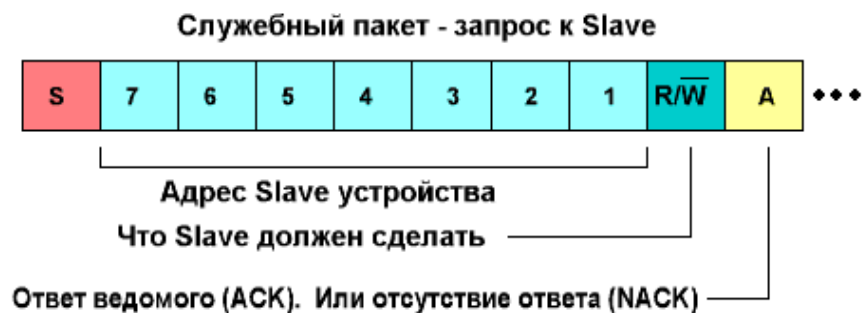 Служебный пакет - запрос к Slave
S 7 6 5 4 3 2 1 R/W̅ A •••
Адрес Slave устройства
Что Slave должен сделать
Ответ ведомого (ACK). Или отсутствие ответа (NACK)